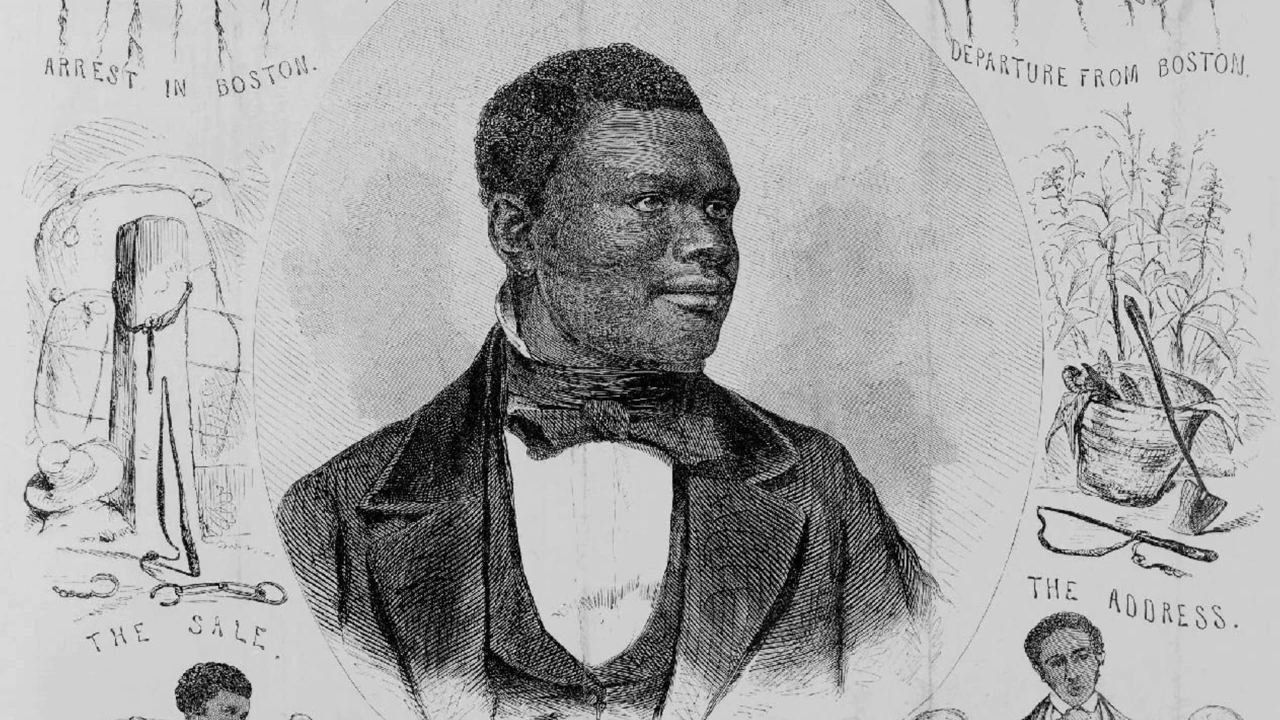 ARREST IN BOSTON.
DEPARTURE FROM BOSTON.
THE SALE.
THE ADDRESS.